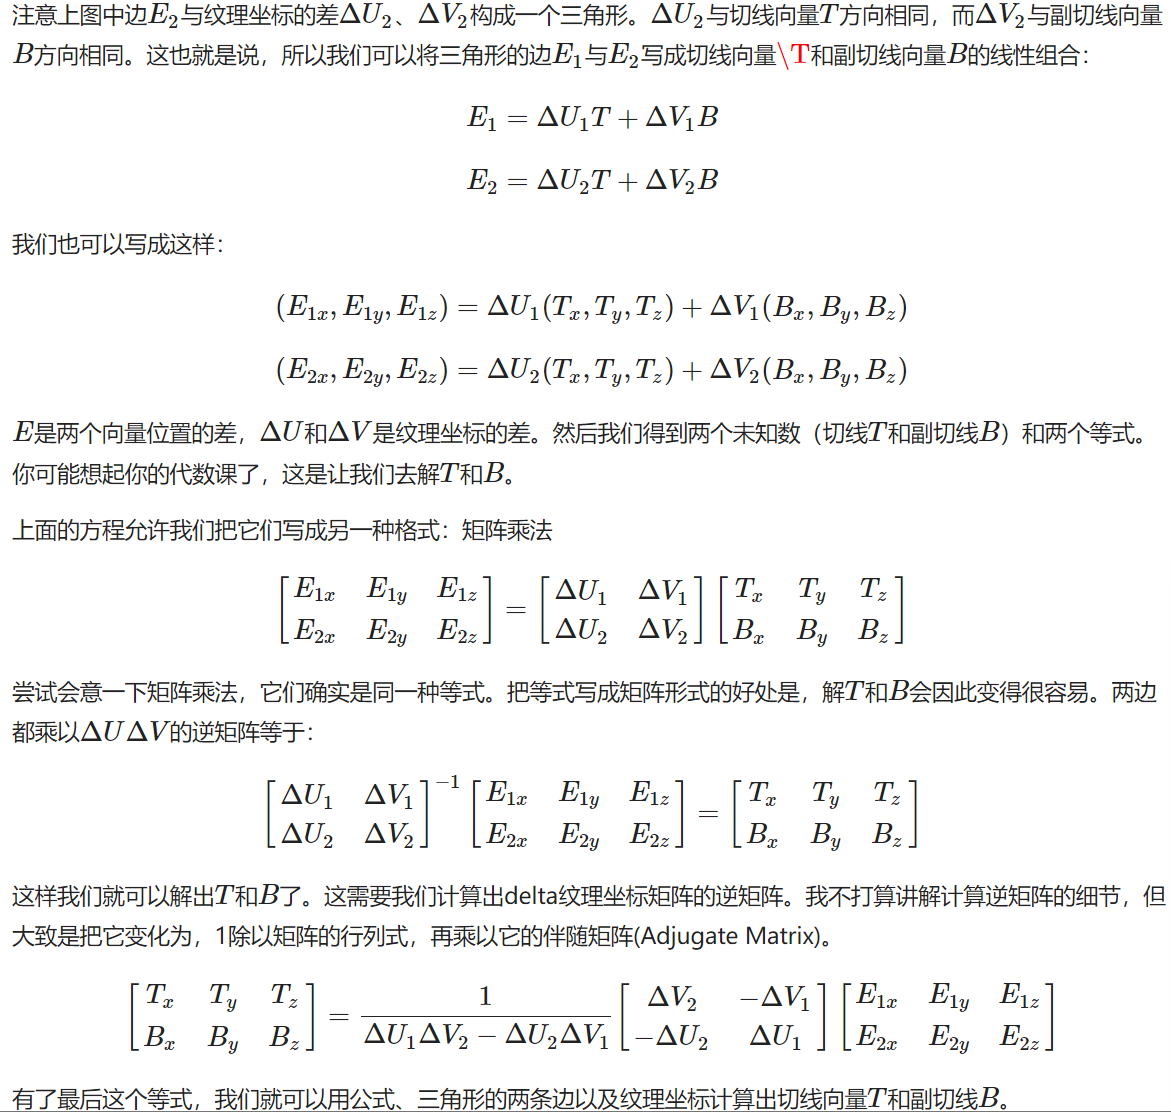 注意上图中边$E_2$与纹理坐标的差$\Delta U_2$、$\Delta V_2$构成一个三角形。$\Delta U_2$与切线向量$T$方向相同，而$\Delta V_2$与副切线向量
$B$方向相同。这也就是说，所以我们可以将三角形的边$E_1$与$E_2$写成切线向量\T和副切线向量$B$的线性组合：
$$E_1 = \Delta U_1T + \Delta V_1B$$
$$E_2 = \Delta U_2T + \Delta V_2B$$
我们也可以写成这样：
$$(E_{1x}, E_{1y}, E_{1z}) = \Delta U_1(T_x, T_y, T_z) + \Delta V_1(B_x, B_y, B_z)$$
$$(E_{2x}, E_{2y}, E_{2z}) = \Delta U_2(T_x, T_y, T_z) + \Delta V_2(B_x, B_y, B_z)$$
$E$是两个向量位置的差，$\Delta U$和$\Delta V$是纹理坐标的差。然后我们得到两个未知数（切线$T$和副切线$B$）和两个等式。
你可能想起你的代数课了，这是让我们去解$T$和$B$。
上面的方程允许我们把它们写成另一种格式：矩阵乘法
$$\begin{bmatrix} E_{1x} & E_{1y} & E_{1z} \\ E_{2x} & E_{2y} & E_{2z} \end{bmatrix} = \begin{bmatrix} \Delta U_1 & \Delta V_1 \\ \Delta U_2 & \Delta V_2 \end{bmatrix} \begin{bmatrix} T_x & T_y & T_z \\ B_x & B_y & B_z \end{bmatrix}$$
尝试会意一下矩阵乘法，它们确实是同一种等式。把等式写成矩阵形式的好处是，解$T$和$B$会因此变得很容易。两边
都乘以$\Delta U \Delta V$的逆矩阵等于：
$$\begin{bmatrix} \Delta U_1 & \Delta V_1 \\ \Delta U_2 & \Delta V_2 \end{bmatrix}^{-1} \begin{bmatrix} E_{1x} & E_{1y} & E_{1z} \\ E_{2x} & E_{2y} & E_{2z} \end{bmatrix} = \begin{bmatrix} T_x & T_y & T_z \\ B_x & B_y & B_z \end{bmatrix}$$
这样我们就可以解出$T$和$B$了。这需要我们计算出delta纹理坐标矩阵的逆矩阵。我不打算讲解计算逆矩阵的细节，但
大致是把它变化为，1除以矩阵的行列式，再乘以它的伴随矩阵(Adjugate Matrix)。
$$\begin{bmatrix} T_x & T_y & T_z \\ B_x & B_y & B_z \end{bmatrix} = \frac{1}{\Delta U_1 \Delta V_2 - \Delta U_2 \Delta V_1} \begin{bmatrix} \Delta V_2 & -\Delta V_1 \\ -\Delta U_2 & \Delta U_1 \end{bmatrix} \begin{bmatrix} E_{1x} & E_{1y} & E_{1z} \\ E_{2x} & E_{2y} & E_{2z} \end{bmatrix}$$
有了最后这个等式，我们就可以用公式、三角形的两条边以及纹理坐标计算出切线向量$T$和副切线$B$。